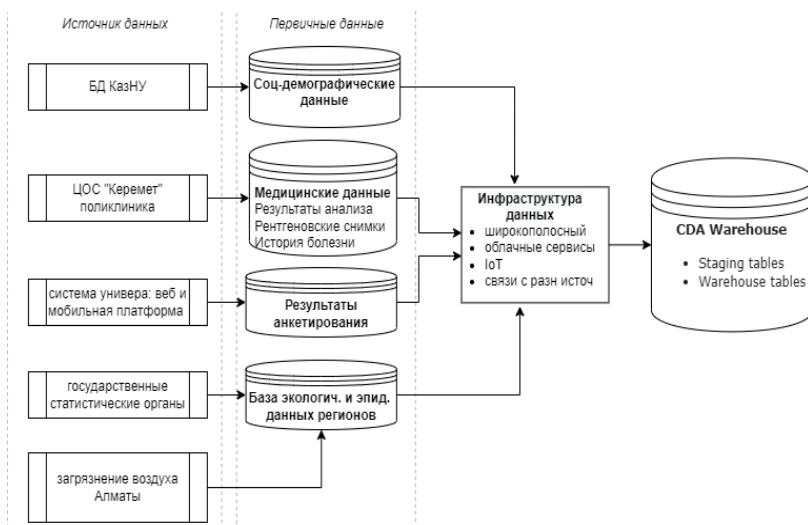 Источник данных
Первичные данные
БД КазНУ
Соц-демографические
данные
ЦОС "Керемет"
поликлиника
Медицинские данные
Результаты анализа
Рентгеновские снимки
История болезни
Инфраструктура
данных
широкополосный
облачные сервисы
IoT
связи с разн источ
CDA Warehouse
Staging tables
Warehouse tables
система универа: веб и
мобильная платформа
Результаты
анкетирования
государственные
статистические органы
База экологич. и эпид.
данных регионов
загрязнение воздуха
Алматы